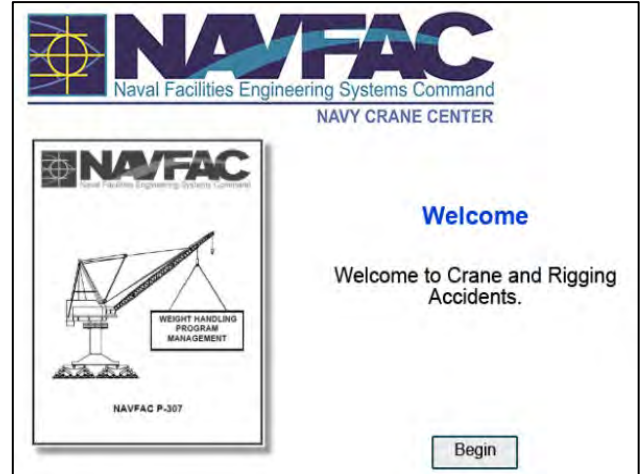 NAVFAC
Naval Facilities Engineering Systems Command
NAVY CRANE CENTER
NAVFAC
Naval Facilities Engineering Systems Command
WEIGHT HANDLING
PROGRAM
MANAGEMENT
NAVFAC P-307
Welcome
Welcome to Crane and Rigging
Accidents.
Begin